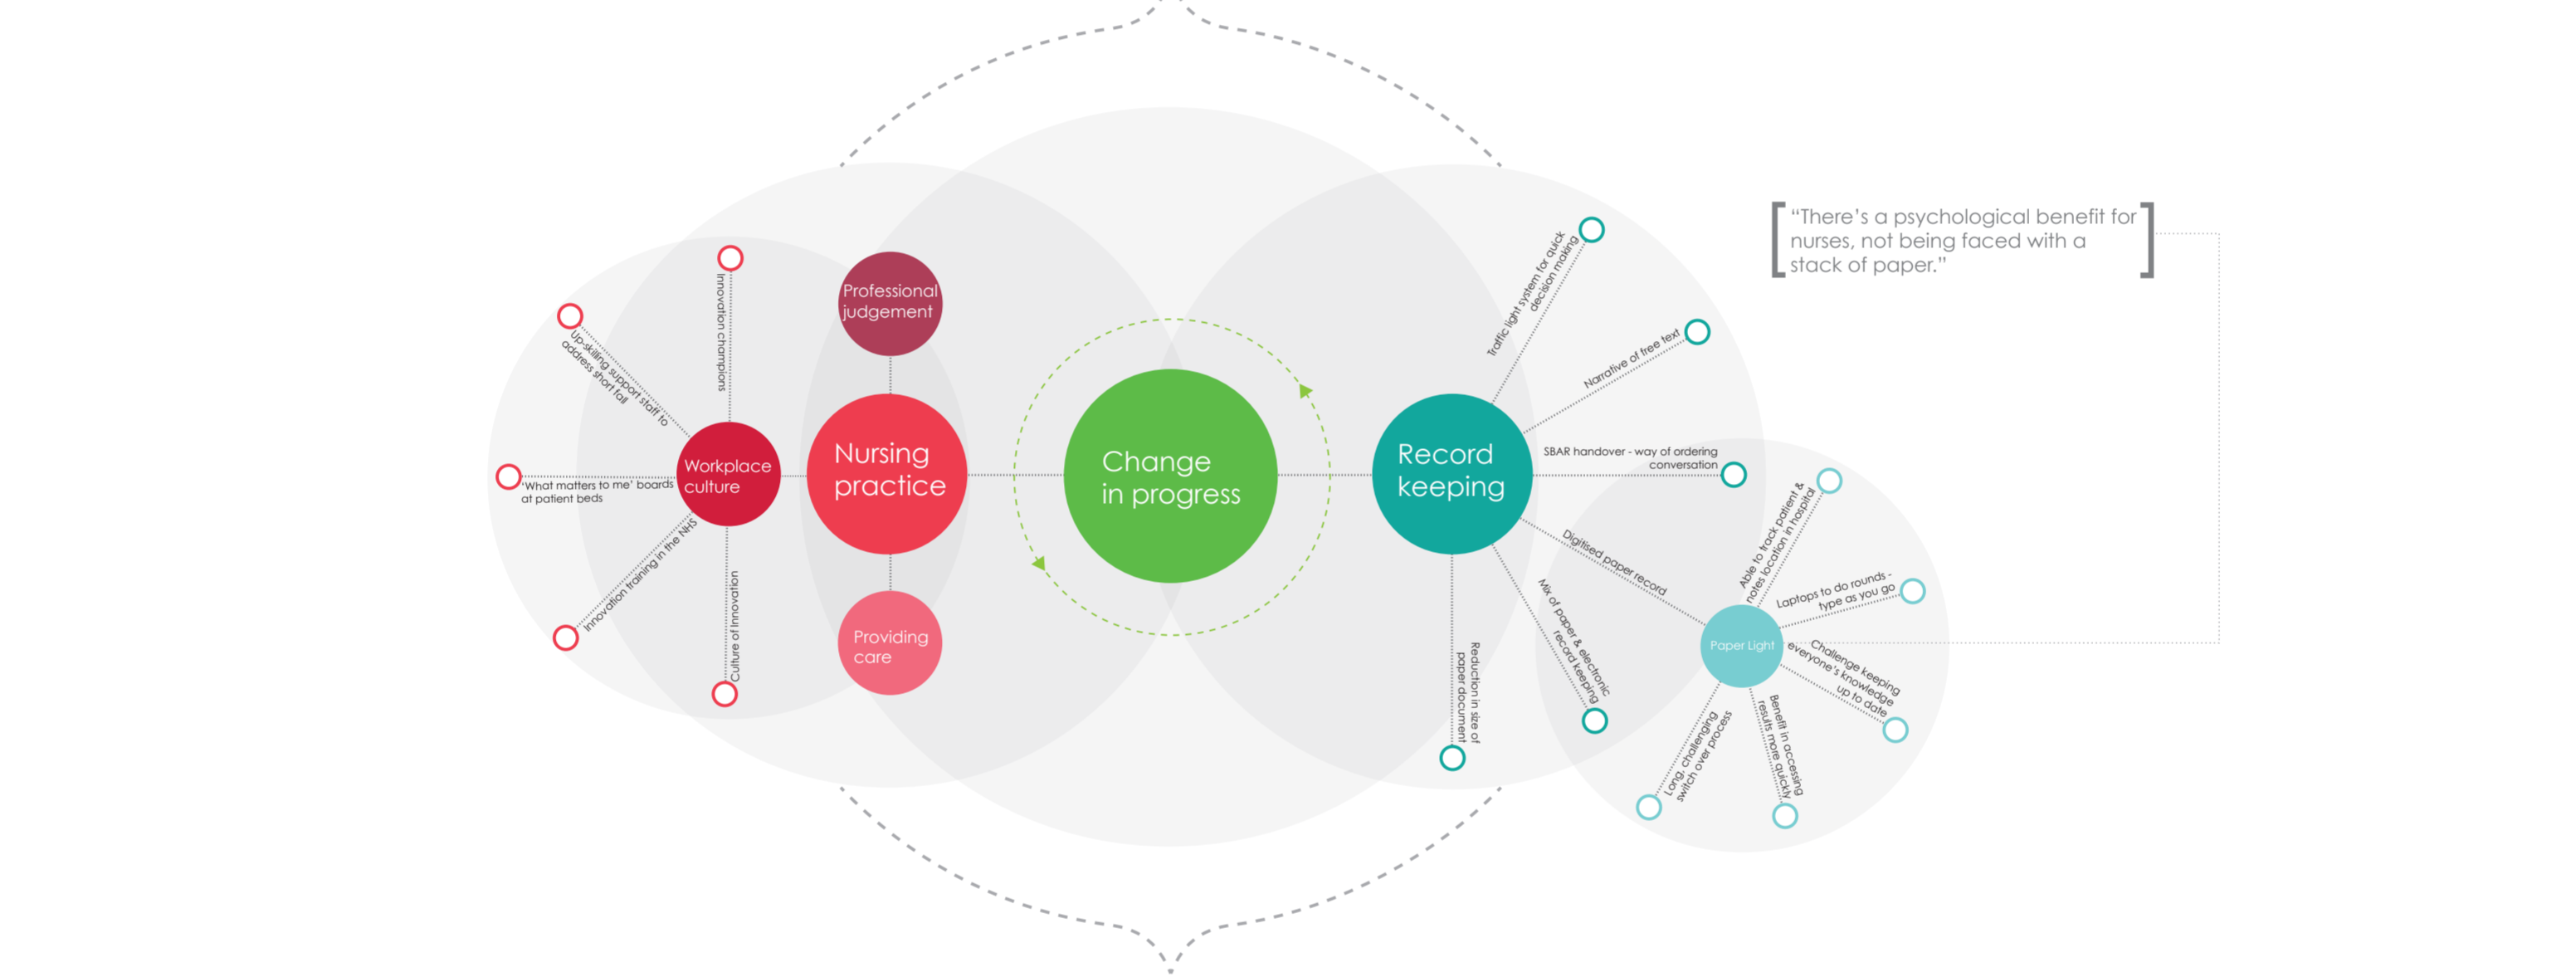 Innovation champions
Up-skilling support staff to
address short fall
'What matters to me' boards
at patient beds
Innovation training in the NHS
Culture of Innovation
Workplace
culture
Professional
judgement
Nursing
practice
Providing
care
Change
in progress
Record
keeping
Traffic light system for quick
decision making
Narrative of free text
SBAR handover - way of ordering
conversation
Digitised paper record
Mix of paper & electronic
record keeping
Reduction in size of
paper document
Paper Light
Able to track patient &
notes location in hospital
Laptops to do rounds -
type as you go
Challenge keeping
everyone's knowledge
up to date
Benefit in accessing
results more quickly
Long, challenging
switch over process
“There’s a psychological benefit for
nurses, not being faced with a
stack of paper.”